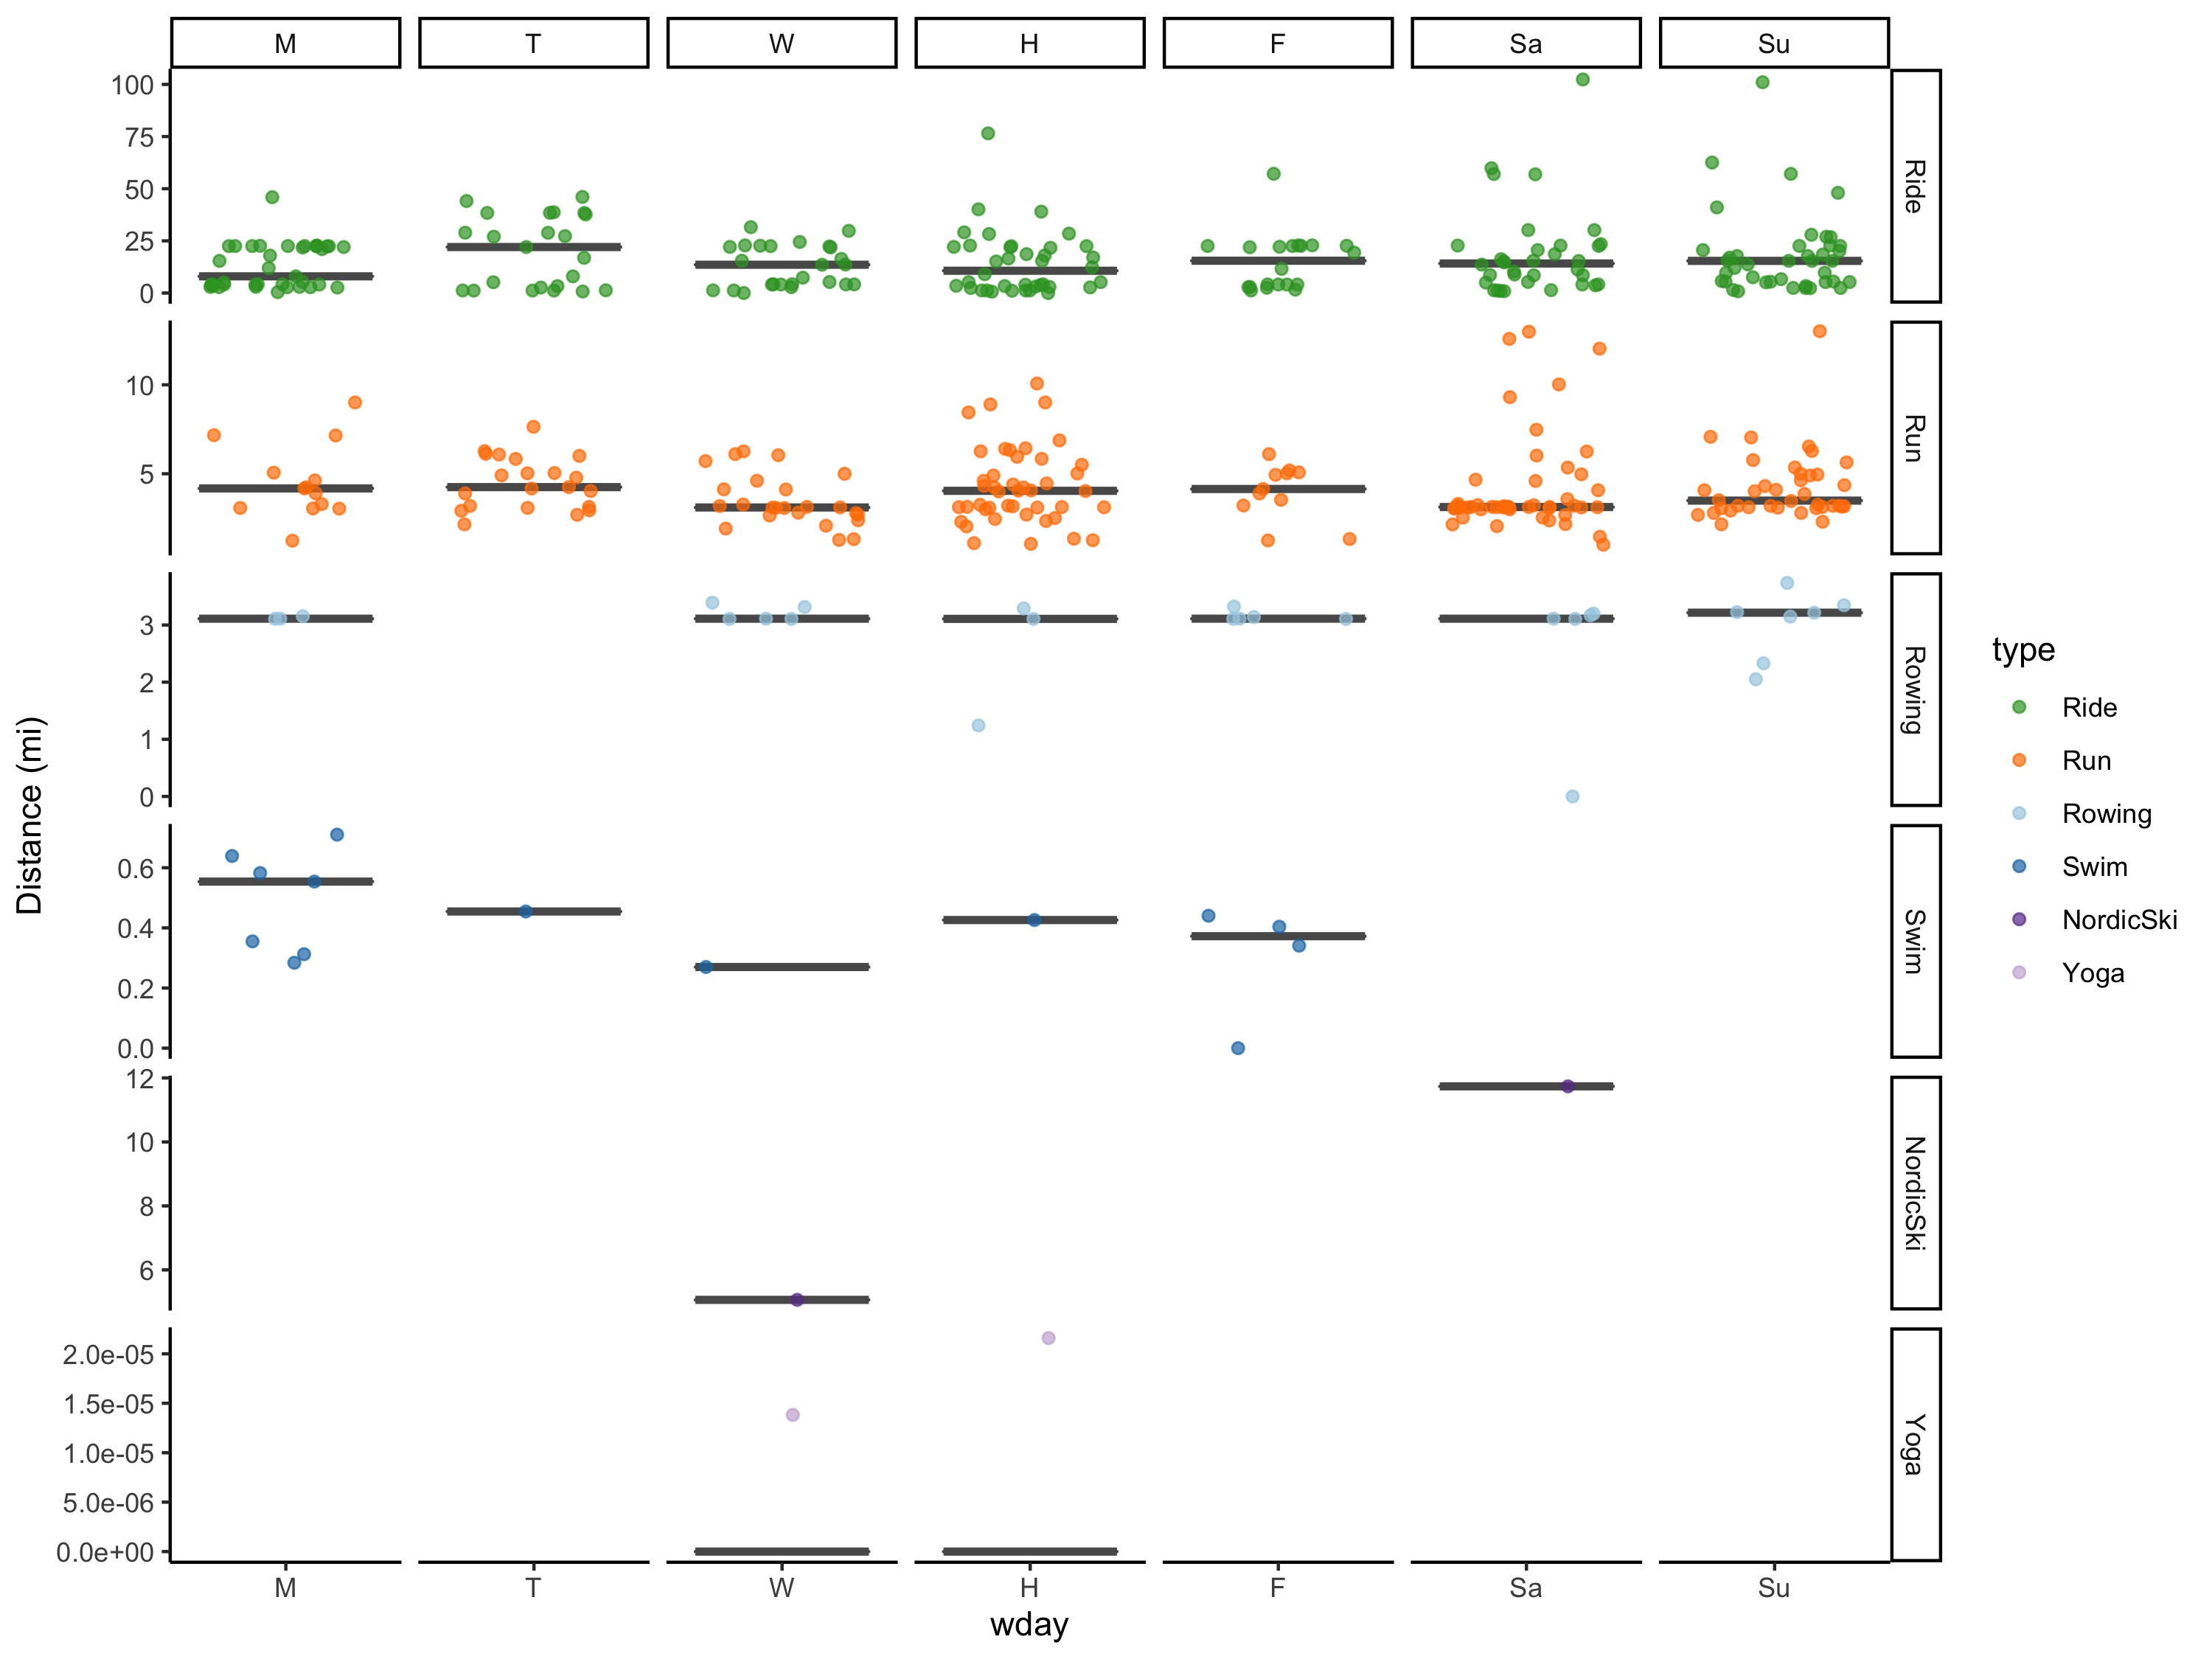 M T W H F Sa Su
100
75
50
25
0
Ride
10
5
Run
3
2
1
0
Rowing
0.6
0.4
0.2
0.0
Swim
12
10
8
6
NordicSki
2.0e-05
1.5e-05
1.0e-05
5.0e-06
0.0e+00
Yoga
M T W H F Sa Su
wday
Distance (mi)
type
Ride
Run
Rowing
Swim
NordicSki
Yoga